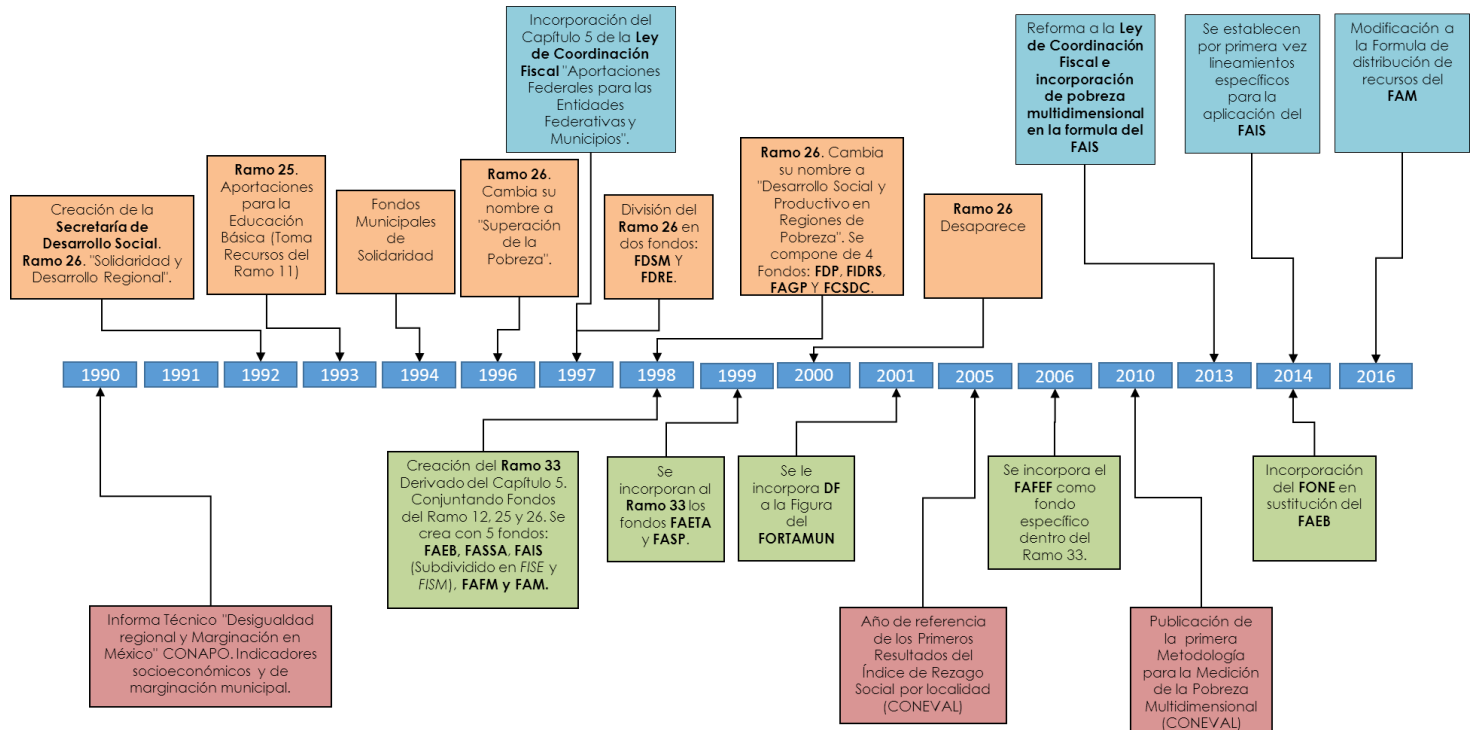 Incorporación del
Capítulo 5 de la Ley
de Coordinación
Fiscal "Aportaciones
Federales para las
Entidades
Federativas y
Municipios".
Reforma a la Ley
de Coordinación
Fiscal e
incorporación
de pobreza
multidimensional
en la formula del
FAIS
Se establecen
por primera vez
lineamientos
específicos
para la
aplicación del
FAIS
Modificación a
la Formula de
distribución de
recursos del
FAM
Creación de la
Secretaría de
Desarrollo Social.
Ramo 26. "Solidaridad y
Desarrollo Regional".
Ramo 25.
Aportaciones
para la
Educación
Básica (Toma
Recursos del
Ramo 11)
Fondos
Municipales
de
Solidaridad
Ramo 26.
Cambia su
nombre a
"Superación
de la
Pobreza".
División del
Ramo 26 en
dos fondos:
FDSM Y
FDRE.
Ramo 26. Cambia
su nombre a
"Desarrollo Social y
Productivo en
Regiones de
Pobreza". Se
compone de 4
Fondos: FDP, FIDRS,
FAGP Y FCSDC.
Ramo 26
Desaparece
1990
1991
1992
1993
1994
1996
1997
1998
1999
2000
2001
2005
2006
2010
2013
2014
2016
Creación del Ramo 33
Derivado del Capítulo 5.
Conjuntando Fondos
del Ramo 12, 25 y 26. Se
crea con 5 fondos:
FAEB, FASSA, FAIS
(Subdividido en FISE y
FISM), FAFM y FAM.
Se
incorporan al
Ramo 33 los
fondos FAETA
y FASP.
Se le
incorpora DF
a la Figura
del
FORTAMUN
Se incorpora el
FAFEF como
fondo
específico
dentro del
Ramo 33.
Incorporación
del FONE en
sustitución del
FAEB
Informa Técnico "Desigualdad
regional y Marginación en
México" CONAPO. Indicadores
socioeconómicos y de
marginación municipal.
Año de referencia
de los Primeros
Resultados del
Índice de Rezago
Social por localidad
(CONEVAL)
Publicación de
la primera
Metodología
para la Medición
de la Pobreza
Multidimensional
(CONEVAL)